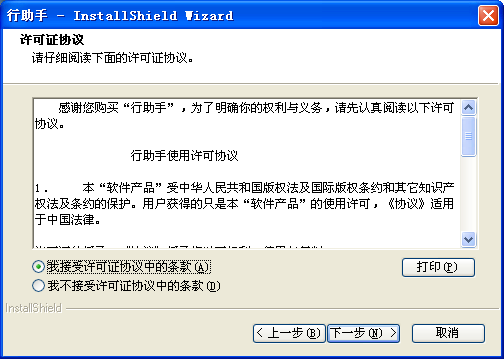 行助手 - InstallShield Wizard
许可证协议
请仔细阅读下面的许可证协议。
感谢您购买“行助手”，为了明确你的权利与义务，请先认真阅读以下许可
协议。
行助手使用许可协议
1． 本“软件产品”受中华人民共和国版权法及国际版权条约和其它知识产
权法及条约的保护。用户获得的只是本“软件产品”的使用许可，《协议》适用
于中国法律。
我接受许可证协议中的条款(A)
打印(P)
我不接受许可证协议中的条款(D)
InstallShield
< 上一步(B)
下一步(N) >
取消